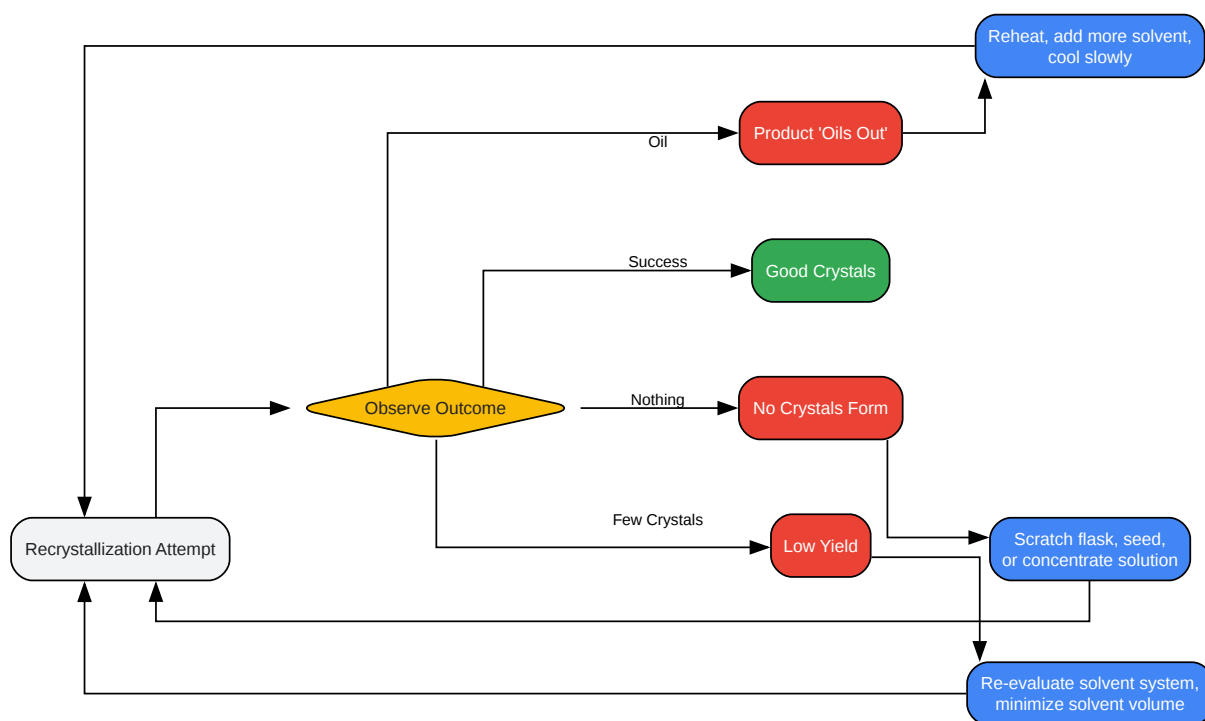 Reheat, add more solvent,
cool slowly
Product 'Oils Out'
Oil
Success
Good Crystals
Observe Outcome
Nothing
No Crystals Form
Few Crystals
Recrystallization Attempt
Low Yield
Scratch flask, seed,
or concentrate solution
Re-evaluate solvent system,
minimize solvent volume